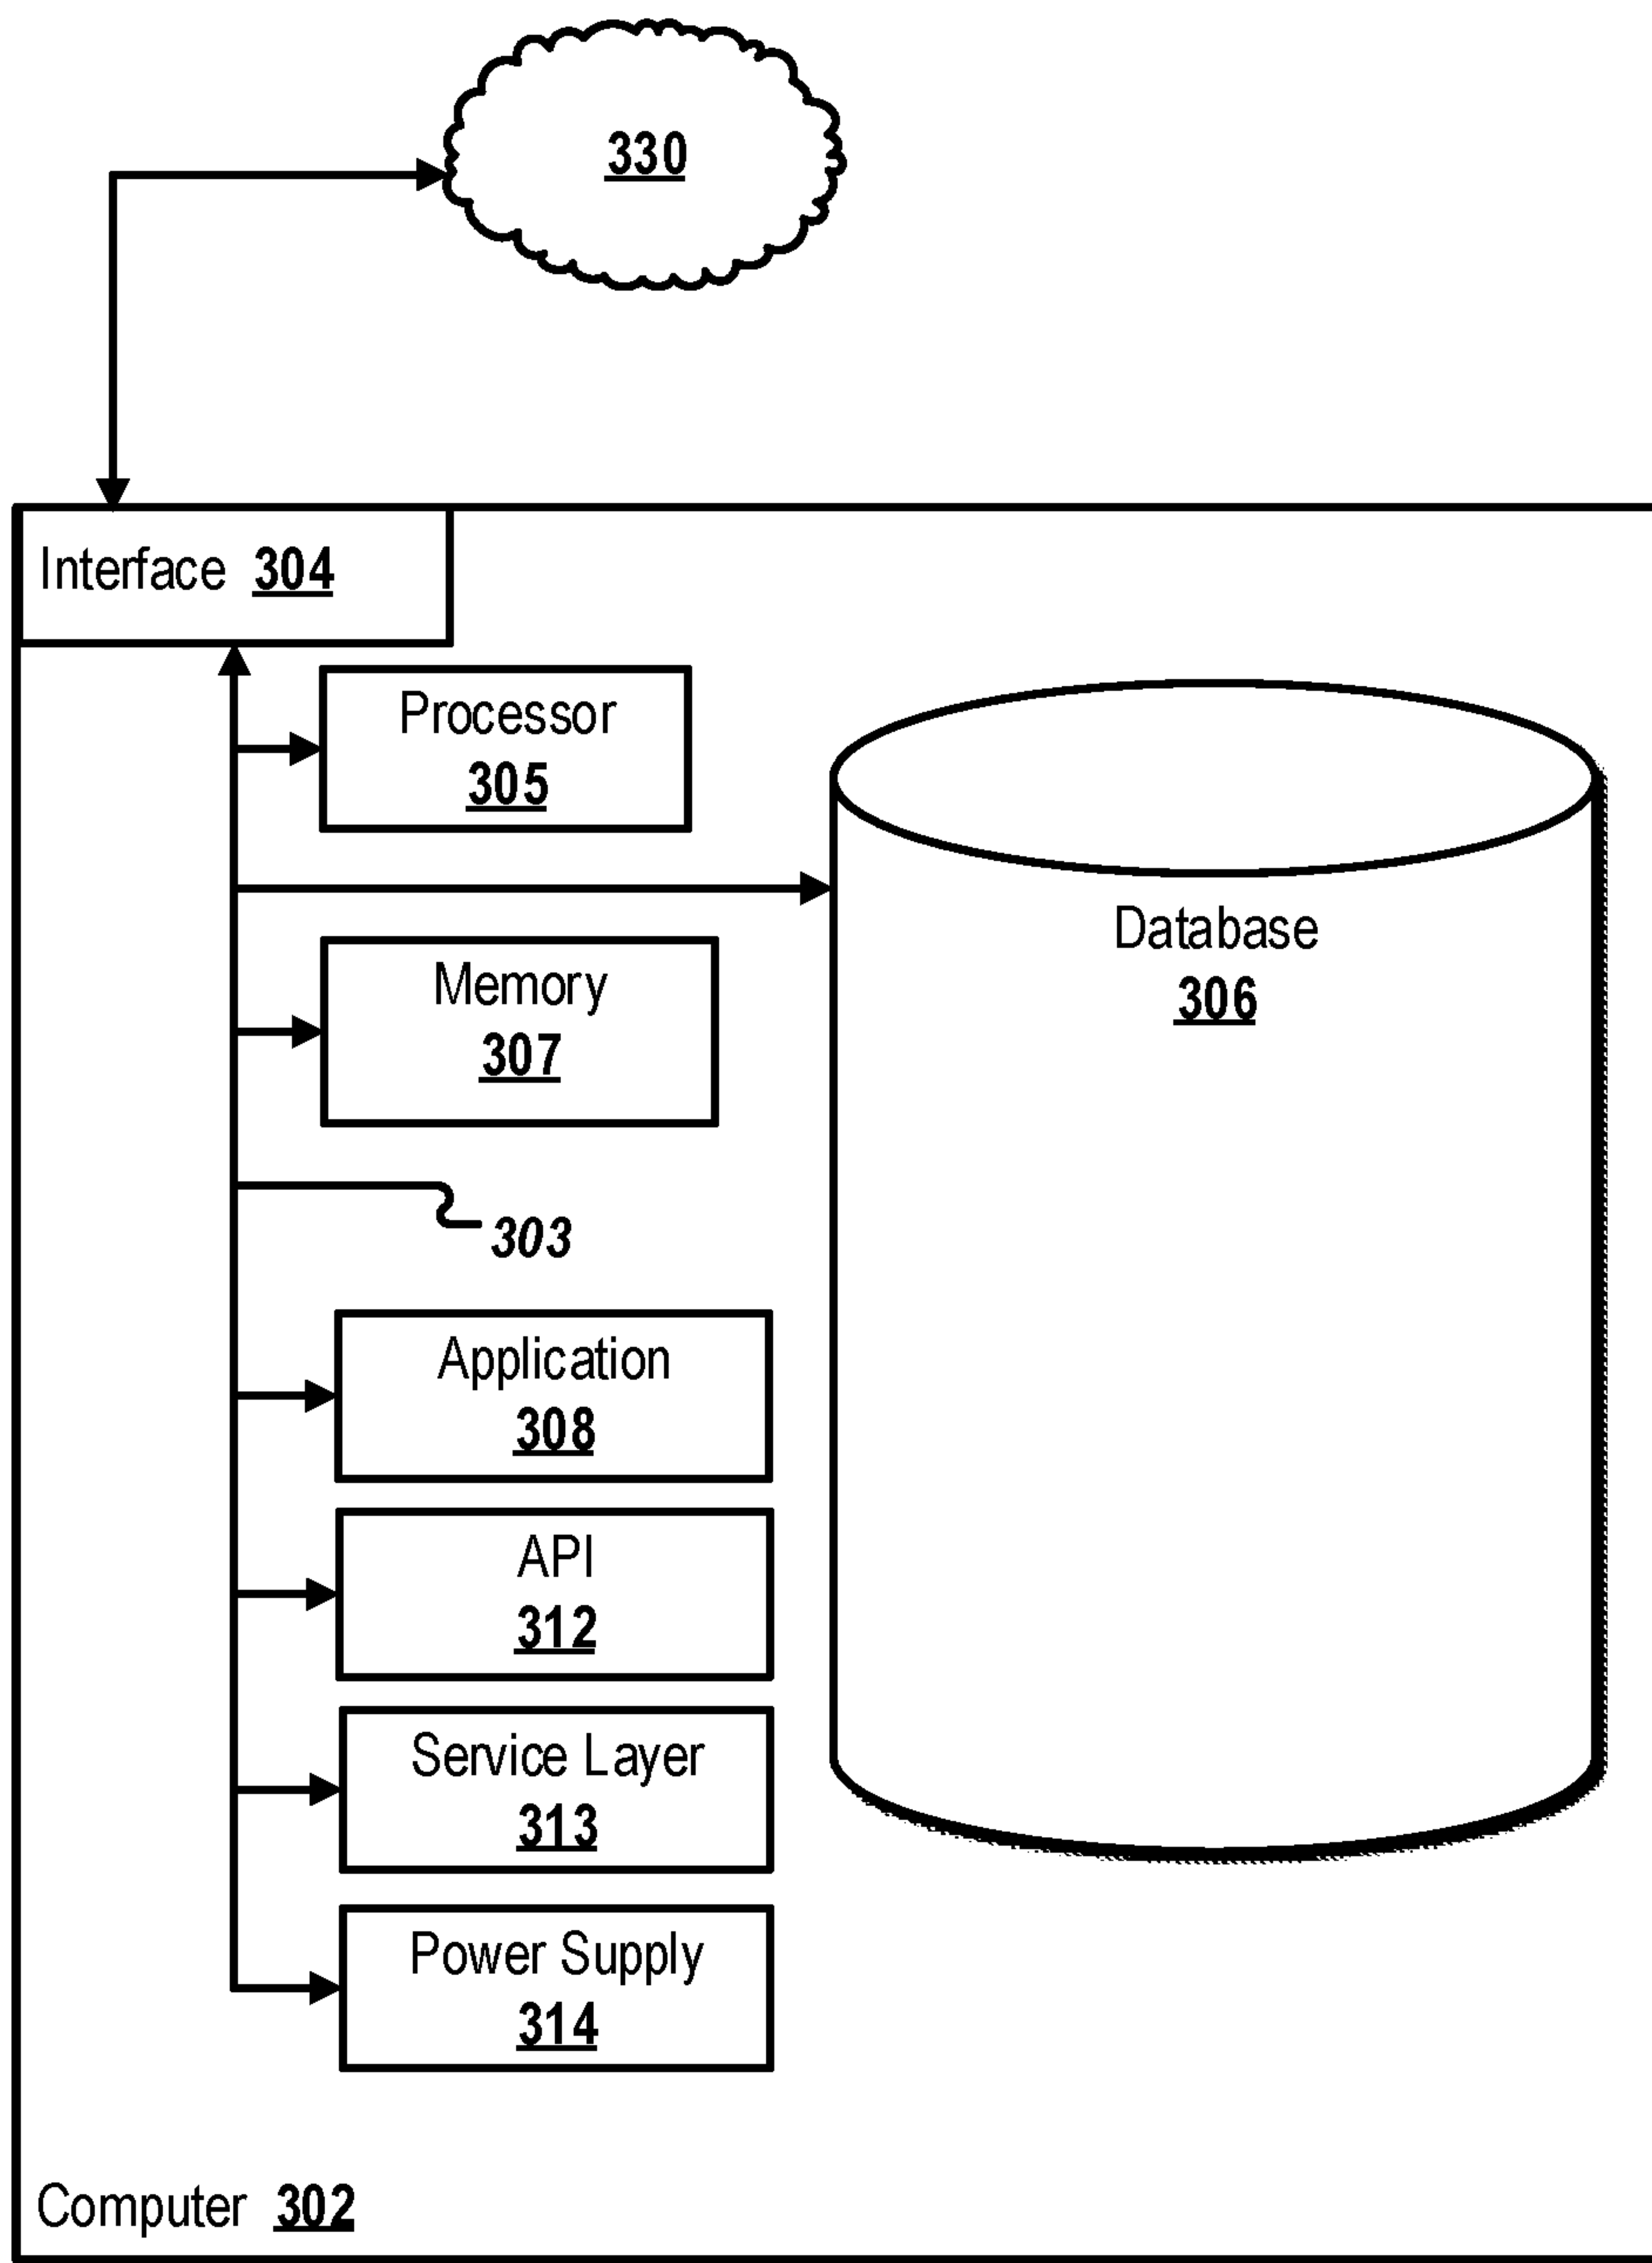 330
Interface 304
Processor
305
Database
306
Memory
307
303
Application
308
API
312
Service Layer
313
Power Supply
314
Computer 302